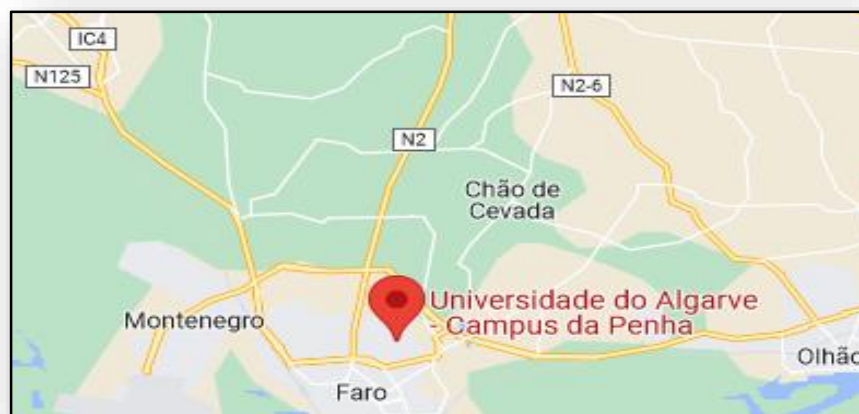 IC4
N125
N2-6
N2
Chão de
Cevada
Universidade do Algarve
- Campus da Penha
Montenegro
Olhão
Faro